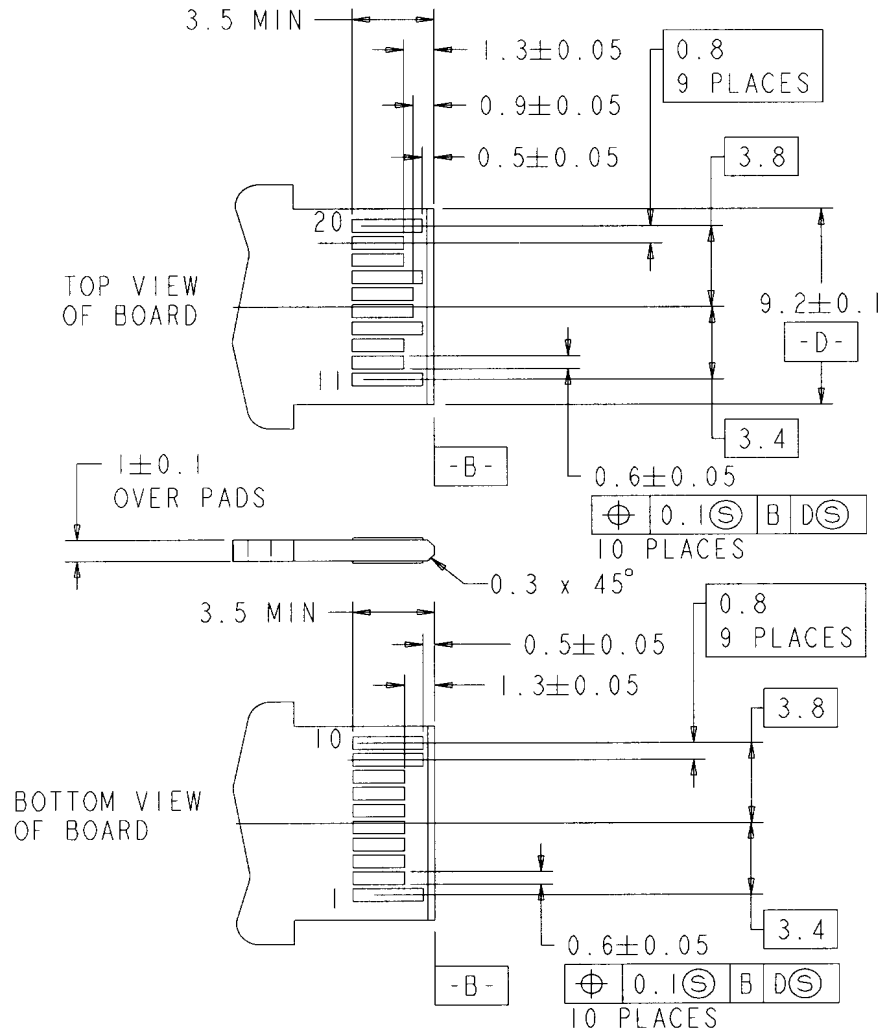 3.5 MIN
1.3±0.05
0.8
9 PLACES
0.9±0.05
0.5±0.05
3.8
20
TOP VIEW
OF BOARD
9.2±0.1
-D-
11
3.4
-B-
1±0.1
OVER PADS
0.6±0.05
⌖ 0.1Ⓢ B DⓈ
10 PLACES
0.3 x 45°
3.5 MIN
0.8
9 PLACES
0.5±0.05
1.3±0.05
3.8
10
BOTTOM VIEW
OF BOARD
1
3.4
0.6±0.05
-B-
⌖ 0.1Ⓢ B DⓈ
10 PLACES